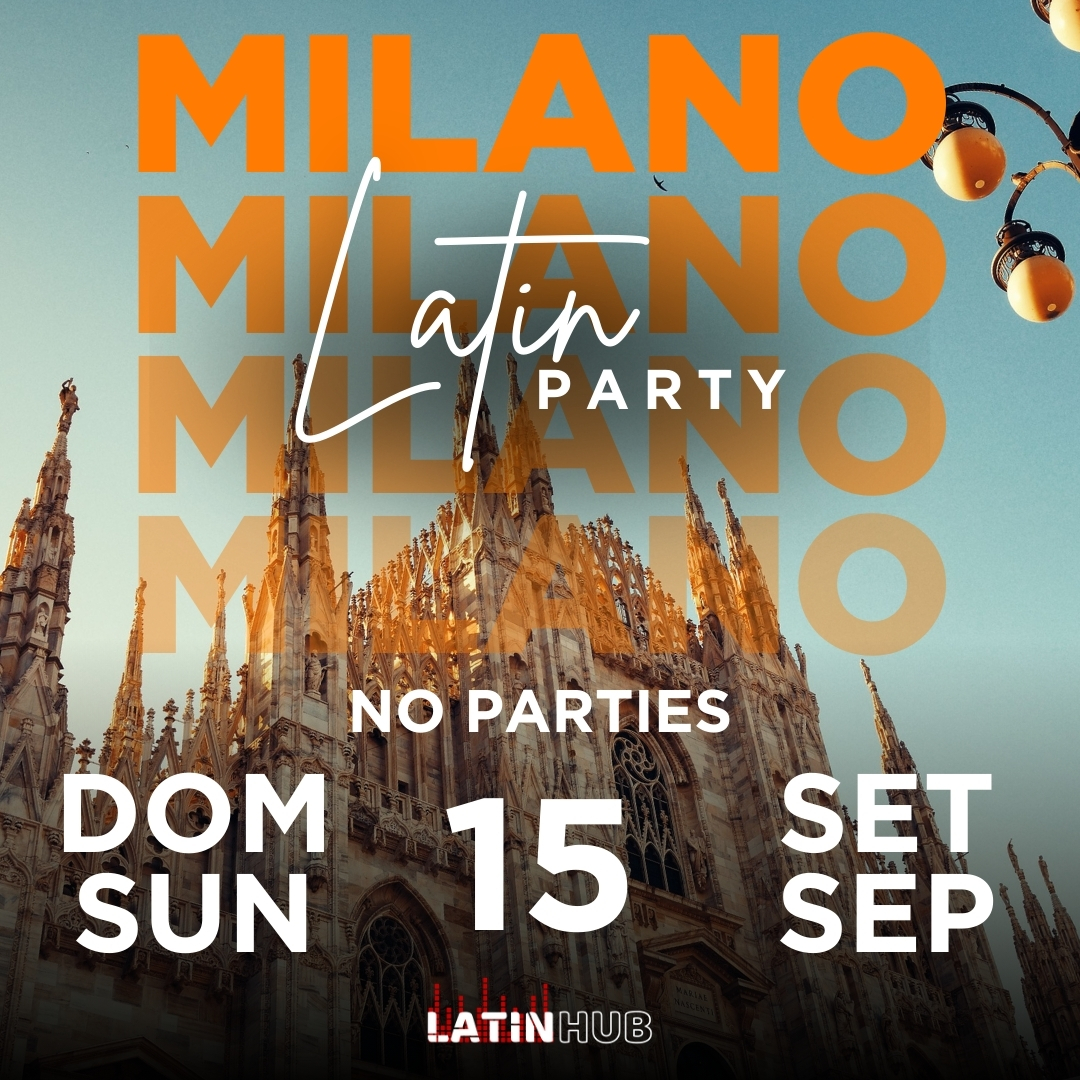 MILANO
MILANO
Latin
PARTY
MILANO
MILANO
NO PARTIES
DOM 15 SET
SUN SEP
LATINHUB